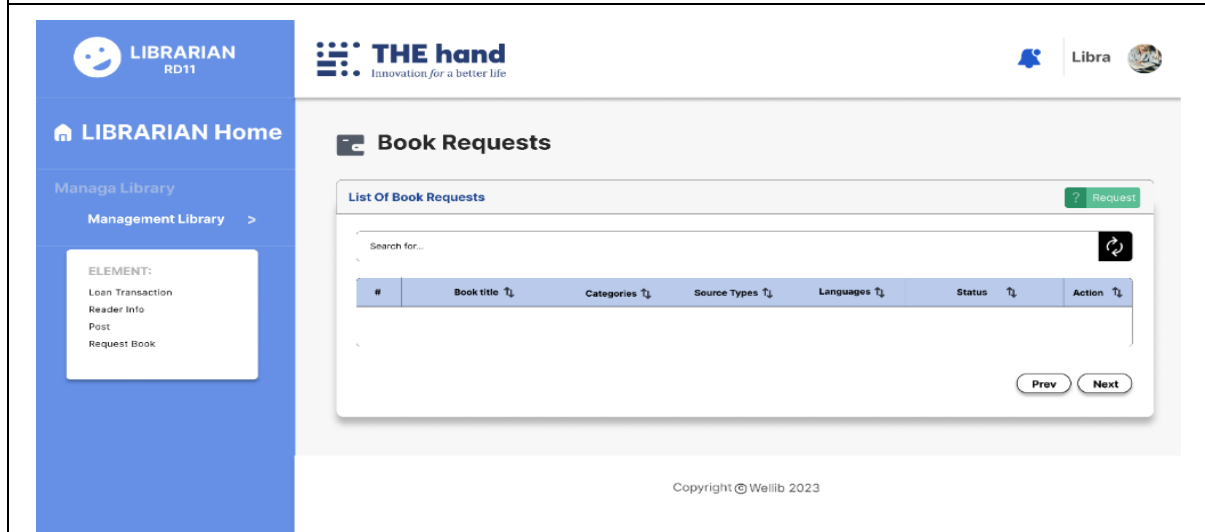 LIBRARIAN
RD11
THE hand
Innovation for a better life
Libra
LIBRARIAN Home
Managa Library
Management Library >
ELEMENT:
Loan Transaction
Reader Info
Post
Request Book
Book Requests
List Of Book Requests
? Request
Search for...
# Book title Categories Source Types Languages Status Action
Prev Next
Copyright © Wellib 2023